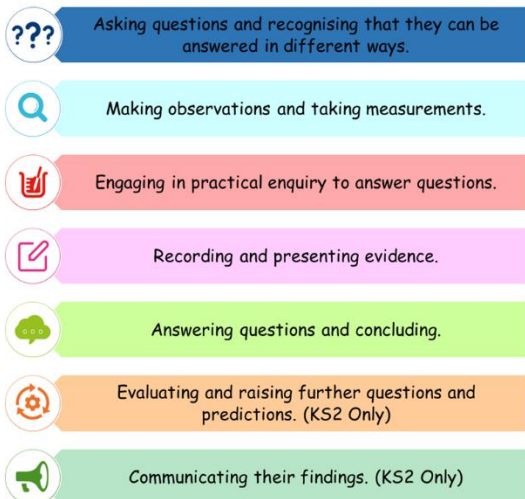 ???
Asking questions and recognising that they can be
answered in different ways.
Making observations and taking measurements.
Engaging in practical enquiry to answer questions.
Recording and presenting evidence.
Answering questions and concluding.
Evaluating and raising further questions and
predictions. (KS2 Only)
Communicating their findings. (KS2 Only)